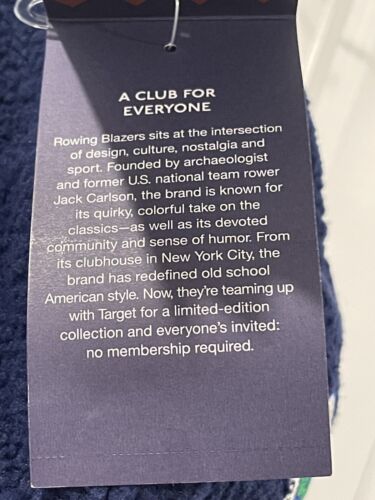 A CLUB FOR
EVERYONE
Rowing Blazers sits at the intersection
of design, culture, nostalgia and
sport. Founded by archaeologist
and former U.S. national team rower
Jack Carlson, the brand is known for
its quirky, colorful take on the
classics—as well as its devoted
community and sense of humor. From
its clubhouse in New York City, the
brand has redefined old school
American style. Now, they're teaming up
with Target for a limited-edition
collection and everyone's invited:
no membership required.